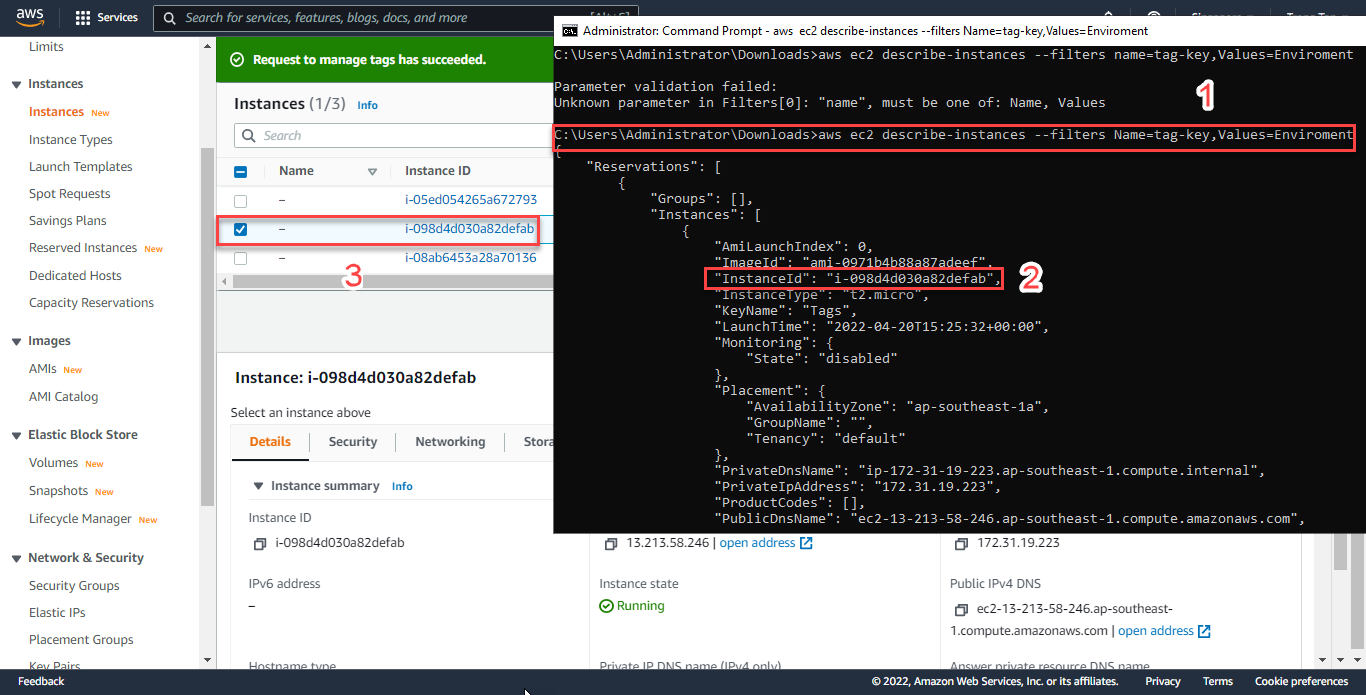 aws
Services
Search for services, features, blogs, docs, and more
Limits
Instances
Instances New
Instance Types
Launch Templates
Spot Requests
Savings Plans
Reserved Instances New
Dedicated Hosts
Capacity Reservations
Images
AMIs New
AMI Catalog
Elastic Block Store
Volumes New
Snapshots New
Lifecycle Manager New
Network & Security
Security Groups
Elastic IPs
Placement Groups
Key Pairs
Request to manage tags has succeeded.
Instances (1/3) Info
Search
Name Instance ID
– i-05ed054265a672793
– i-098d4d030a82defab
– i-08ab6453a28a70136
3
Instance: i-098d4d030a82defab
Select an instance above
Details Security Networking Stora
Instance summary Info
Instance ID
i-098d4d030a82defab
13.213.58.246 | open address
172.31.19.223
IPv6 address
–
Instance state
Running
Public IPv4 DNS
ec2-13-213-58-246.ap-southeast-
1.compute.amazonaws.com | open address
Hostname type
Private IP DNS name (IPv4 only)
Answer private resource DNS name
Administrator: Command Prompt - aws ec2 describe-instances --filters Name=tag-key,Values=Enviroment
C:\Users\Administrator\Downloads>aws ec2 describe-instances --filters name=tag-key,Values=Enviroment
Parameter validation failed:
Unknown parameter in Filters[0]: "name", must be one of: Name, Values
1
C:\Users\Administrator\Downloads>aws ec2 describe-instances --filters Name=tag-key,Values=Enviroment
{
"Reservations": [
{
"Groups": [],
"Instances": [
{
"AmiLaunchIndex": 0,
"ImageId": "ami-0971b4b88a87adeef",
"InstanceId": "i-098d4d030a82defab",
2
"InstanceType": "t2.micro",
"KeyName": "Tags",
"LaunchTime": "2022-04-20T15:25:32+00:00",
"Monitoring": {
"State": "disabled"
},
"Placement": {
"AvailabilityZone": "ap-southeast-1a",
"GroupName": "",
"Tenancy": "default"
},
"PrivateDnsName": "ip-172-31-19-223.ap-southeast-1.compute.internal",
"PrivateIpAddress": "172.31.19.223",
"ProductCodes": [],
"PublicDnsName": "ec2-13-213-58-246.ap-southeast-1.compute.amazonaws.com",
Feedback
© 2022, Amazon Web Services, Inc. or its affiliates. Privacy Terms Cookie preferences